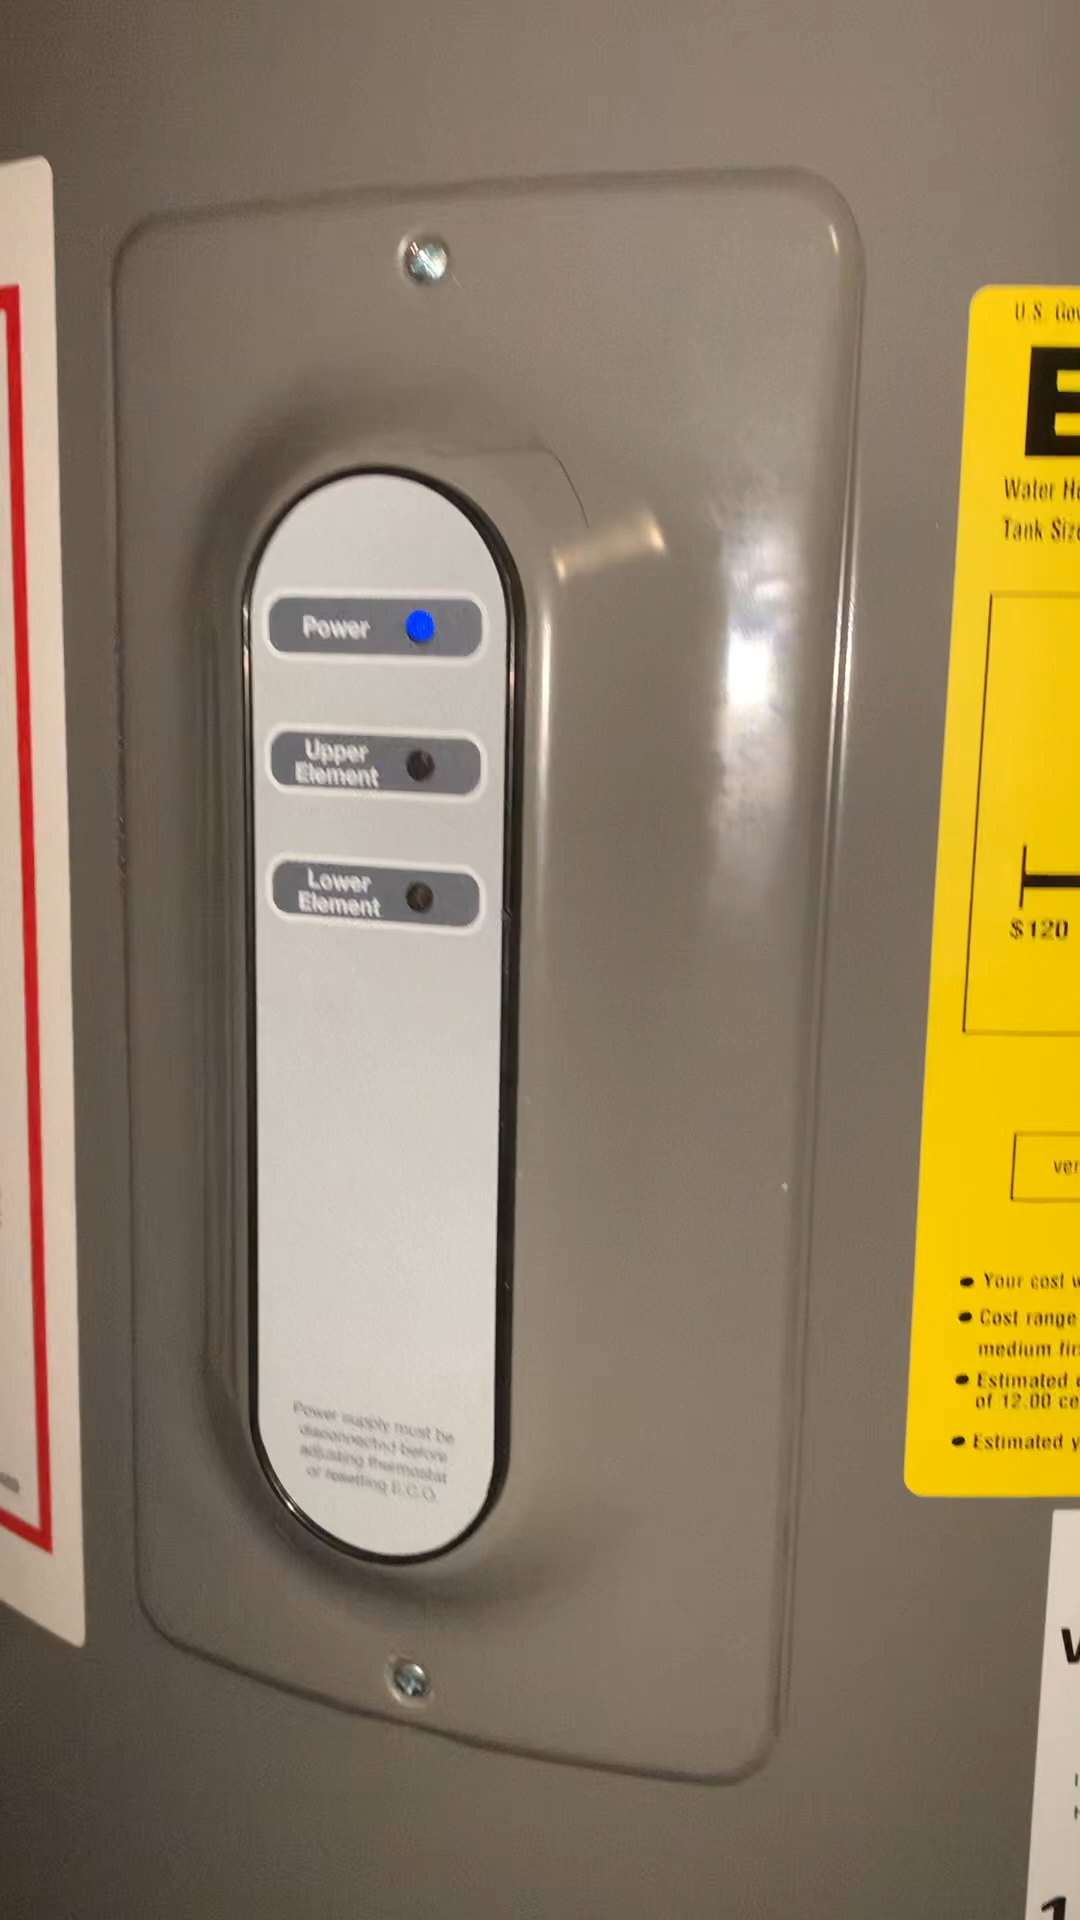 Power
Upper
Element
Lower
Element
Power supply must be
disconnected before
adjusting thermostat
or resetting E.C.O.
U.S. Gov
E
Water He
Tank Size
$120
ver
Your cost w
Cost range
medium fir
Estimated
of 12.00 ce
Estimated y